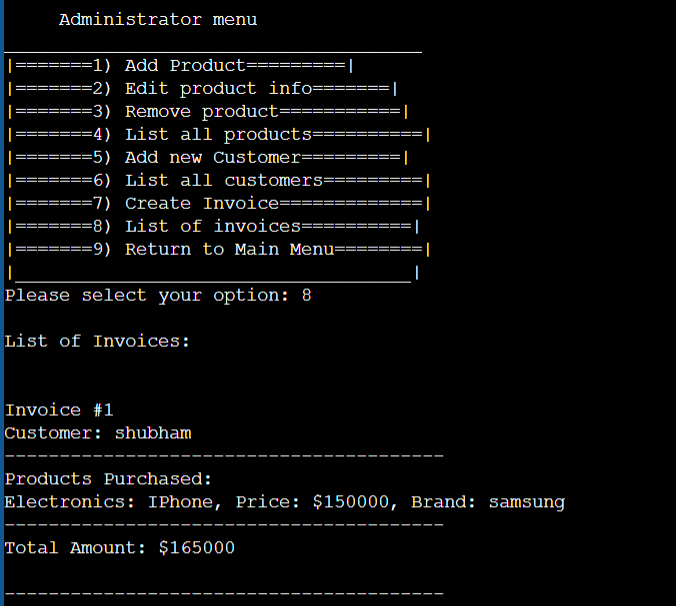 Administrator menu
|=======1) Add Product=========|
|=======2) Edit product info=======|
|=======3) Remove product===========|
|=======4) List all products==========|
|=======5) Add new Customer=========|
|=======6) List all customers=========|
|=======7) Create Invoice=============|
|=======8) List of invoices==========|
|=======9) Return to Main Menu========|
|____________________________________|
Please select your option: 8
List of Invoices:
Invoice #1
Customer: shubham
----------------------------------------
Products Purchased:
Electronics: IPhone, Price: $150000, Brand: samsung
----------------------------------------
Total Amount: $165000
----------------------------------------